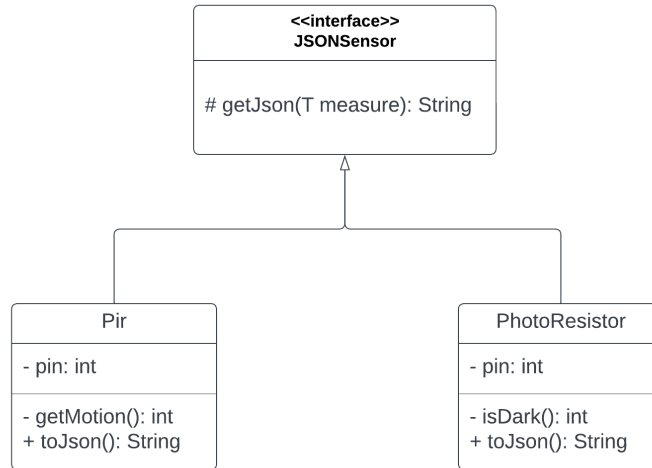 <<interface>>
JSONSensor
# getJson(T measure): String
Pir
- pin: int
- getMotion(): int
+ toJson(): String
PhotoResistor
- pin: int
- isDark(): int
+ toJson(): String